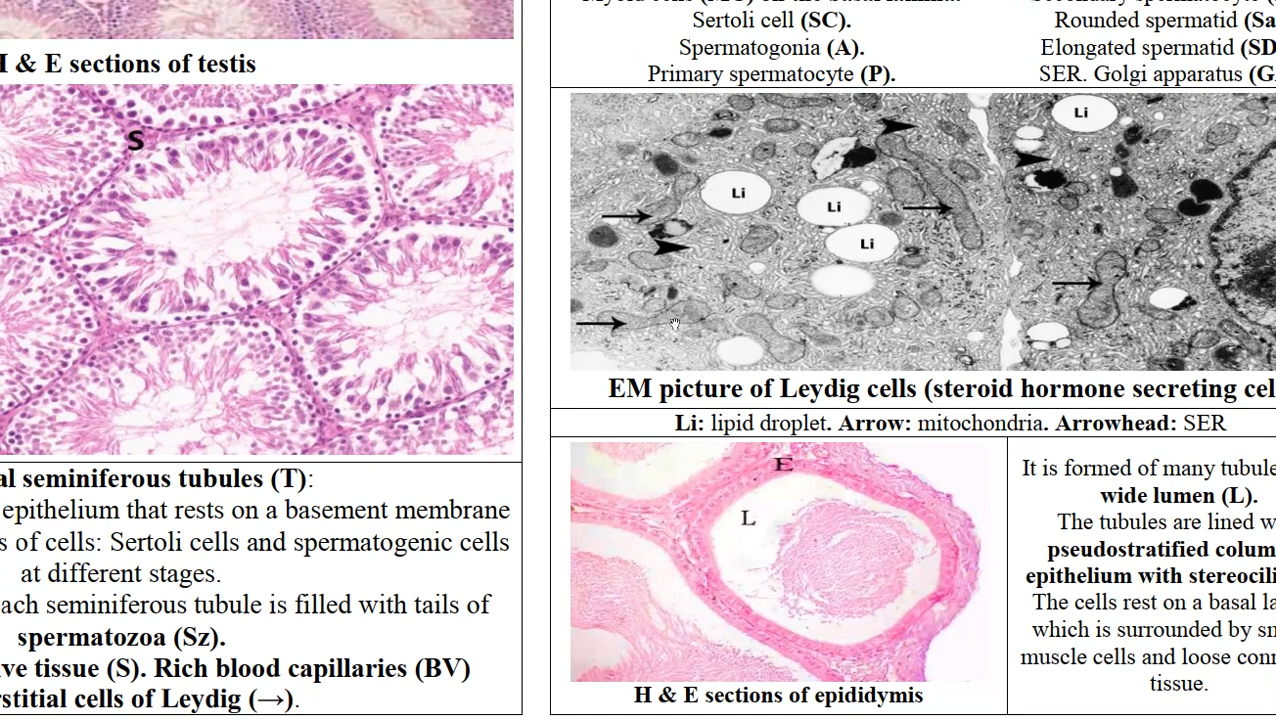 H & E sections of testis
S
al seminiferous tubules (T):
epithelium that rests on a basement membrane
s of cells: Sertoli cells and spermatogenic cells
at different stages.
ach seminiferous tubule is filled with tails of
spermatozoa (Sz).
ve tissue (S). Rich blood capillaries (BV)
rstitial cells of Leydig (→).
Sertoli cell (SC).
Spermatogonia (A).
Primary spermatocyte (P).
Rounded spermatid (Sa
Elongated spermatid (SD
SER. Golgi apparatus (G
Li
Li
Li
Li
EM picture of Leydig cells (steroid hormone secreting cel
Li: lipid droplet. Arrow: mitochondria. Arrowhead: SER
E
L
H & E sections of epididymis
It is formed of many tubule
wide lumen (L).
The tubules are lined w
pseudostratified colum
epithelium with stereocili
The cells rest on a basal la
which is surrounded by sm
muscle cells and loose conn
tissue.